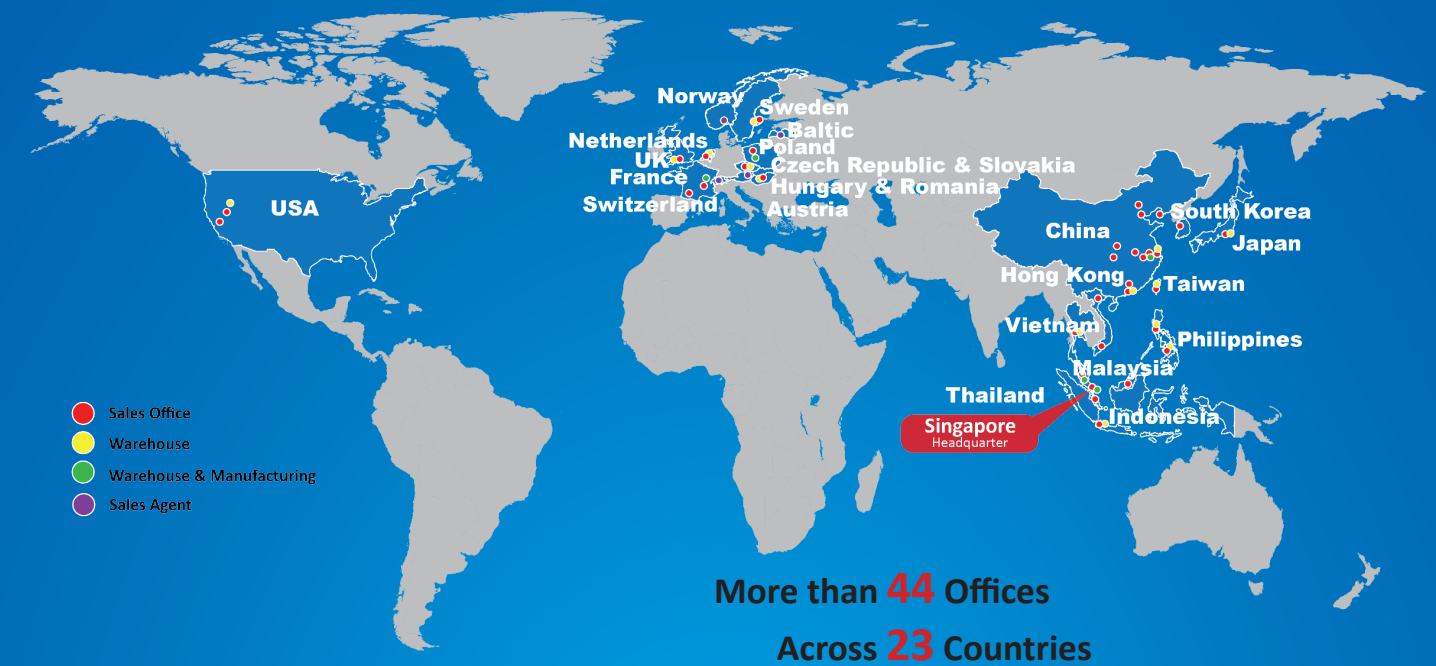 Norway
Sweden
Baltic
Netherlands
Poland
UK
Czech Republic & Slovakia
France
Hungary & Romania
Switzerland
Austria
USA
South Korea
China
Japan
Hong Kong
Taiwan
Vietnam
Philippines
Malaysia
Thailand
Indonesia
Singapore
Headquarter
Sales Office
Warehouse
Warehouse & Manufacturing
Sales Agent
More than 44 Offices
Across 23 Countries